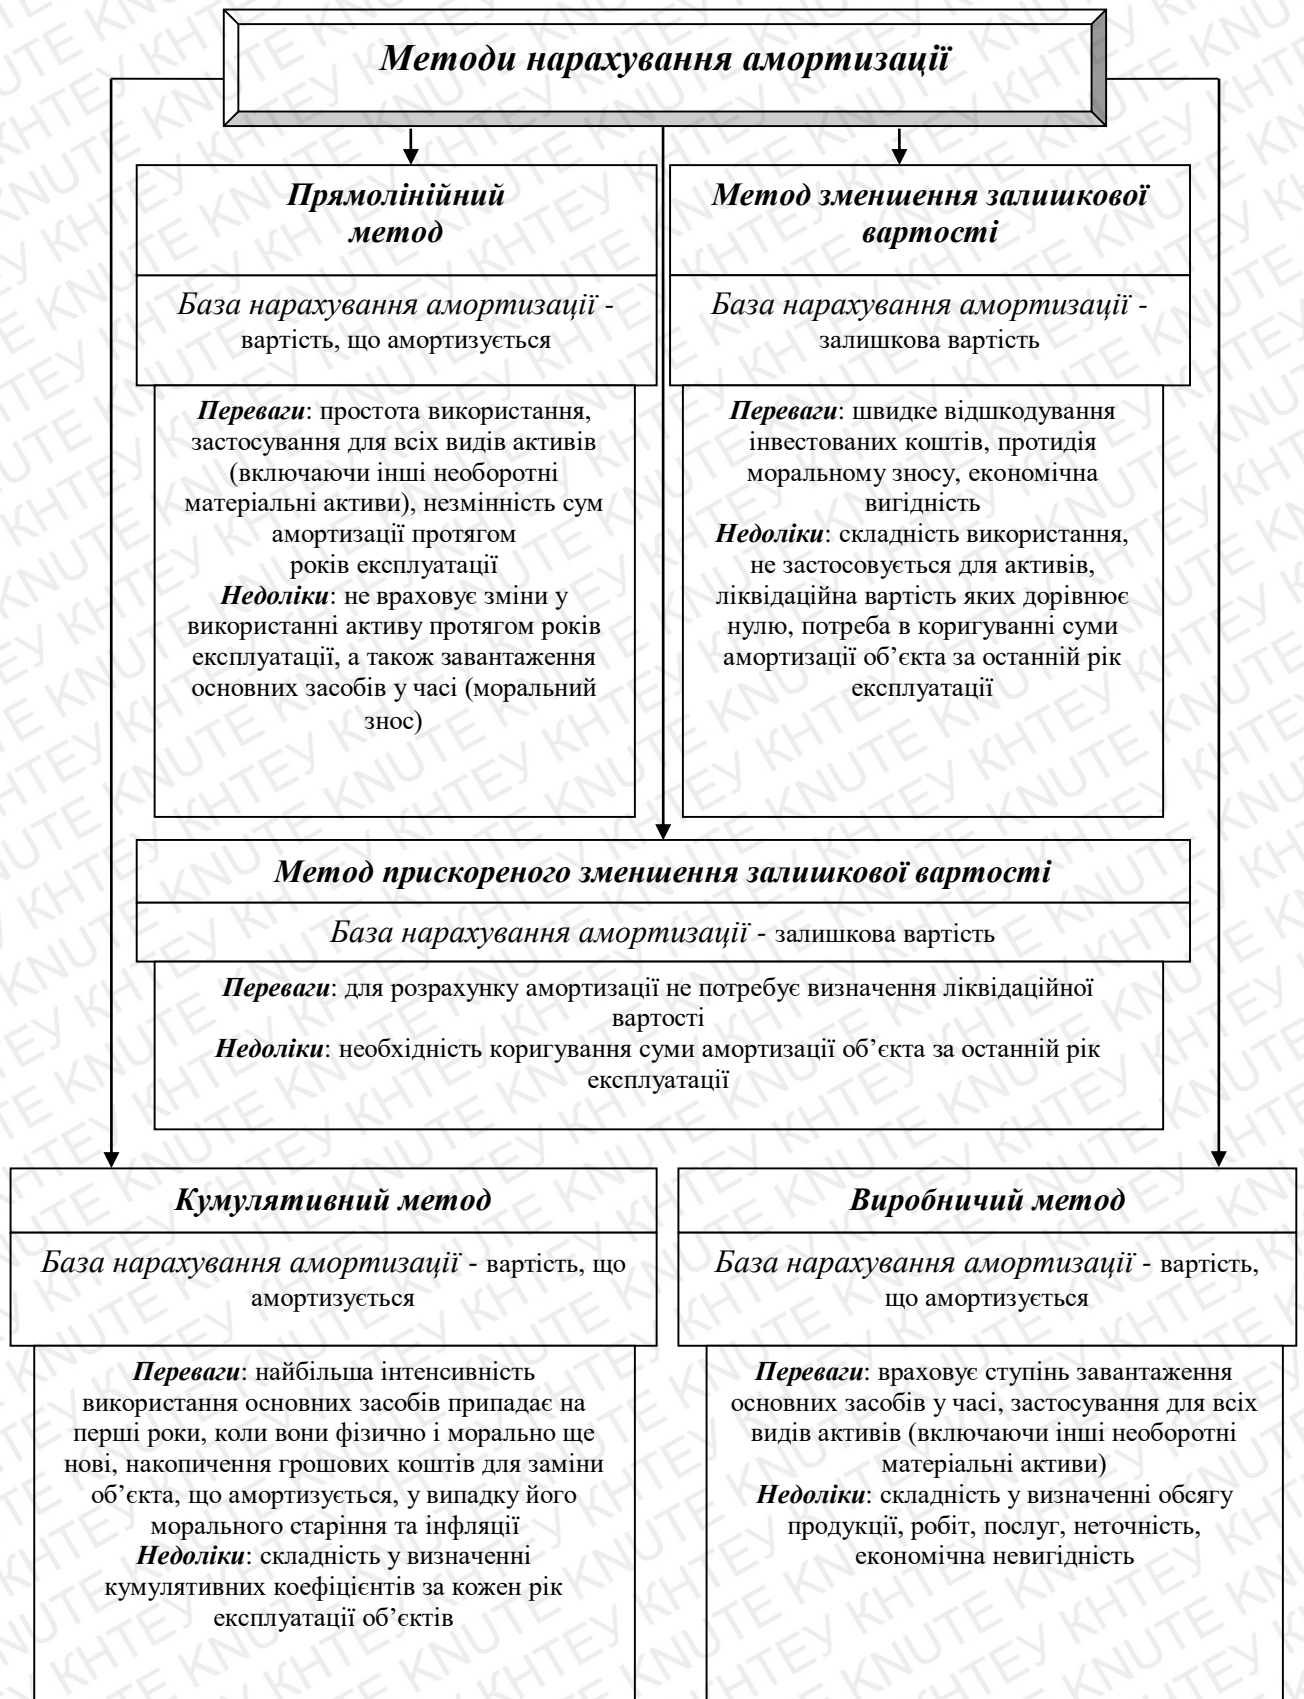 Методи нарахування амортизації
Прямолінійний
метод
База нарахування амортизації -
вартість, що амортизується
Переваги: простота використання,
застосування для всіх видів активів
(включаючи інші необоротні
матеріальні активи), незмінність сум
амортизації протягом
років експлуатації
Недоліки: не враховує зміни у
використанні активу протягом років
експлуатації, а також завантаження
основних засобів у часі (моральний
знос)
Метод зменшення залишкової
вартості
База нарахування амортизації -
залишкова вартість
Переваги: швидке відшкодування
інвестованих коштів, протидія
моральному зносу, економічна
вигідність
Недоліки: складність використання,
не застосовується для активів,
ліквідаційна вартість яких дорівнює
нулю, потреба в коригуванні суми
амортизації об’єкта за останній рік
експлуатації
Метод прискореного зменшення залишкової вартості
База нарахування амортизації - залишкова вартість
Переваги: для розрахунку амортизації не потребує визначення ліквідаційної
вартості
Недоліки: необхідність коригування суми амортизації об’єкта за останній рік
експлуатації
Кумулятивний метод
База нарахування амортизації - вартість, що
амортизується
Переваги: найбільша інтенсивність
використання основних засобів припадає на
перші роки, коли вони фізично і морально ще
нові, накопичення грошових коштів для заміни
об’єкта, що амортизується, у випадку його
морального старіння та інфляції
Недоліки: складність у визначенні
кумулятивних коефіцієнтів за кожен рік
експлуатації об’єктів
Виробничий метод
База нарахування амортизації - вартість,
що амортизується
Переваги: враховує ступінь завантаження
основних засобів у часі, застосування для всіх
видів активів (включаючи інші необоротні
матеріальні активи)
Недоліки: складність у визначенні обсягу
продукції, робіт, послуг, неточність,
економічна невигідність